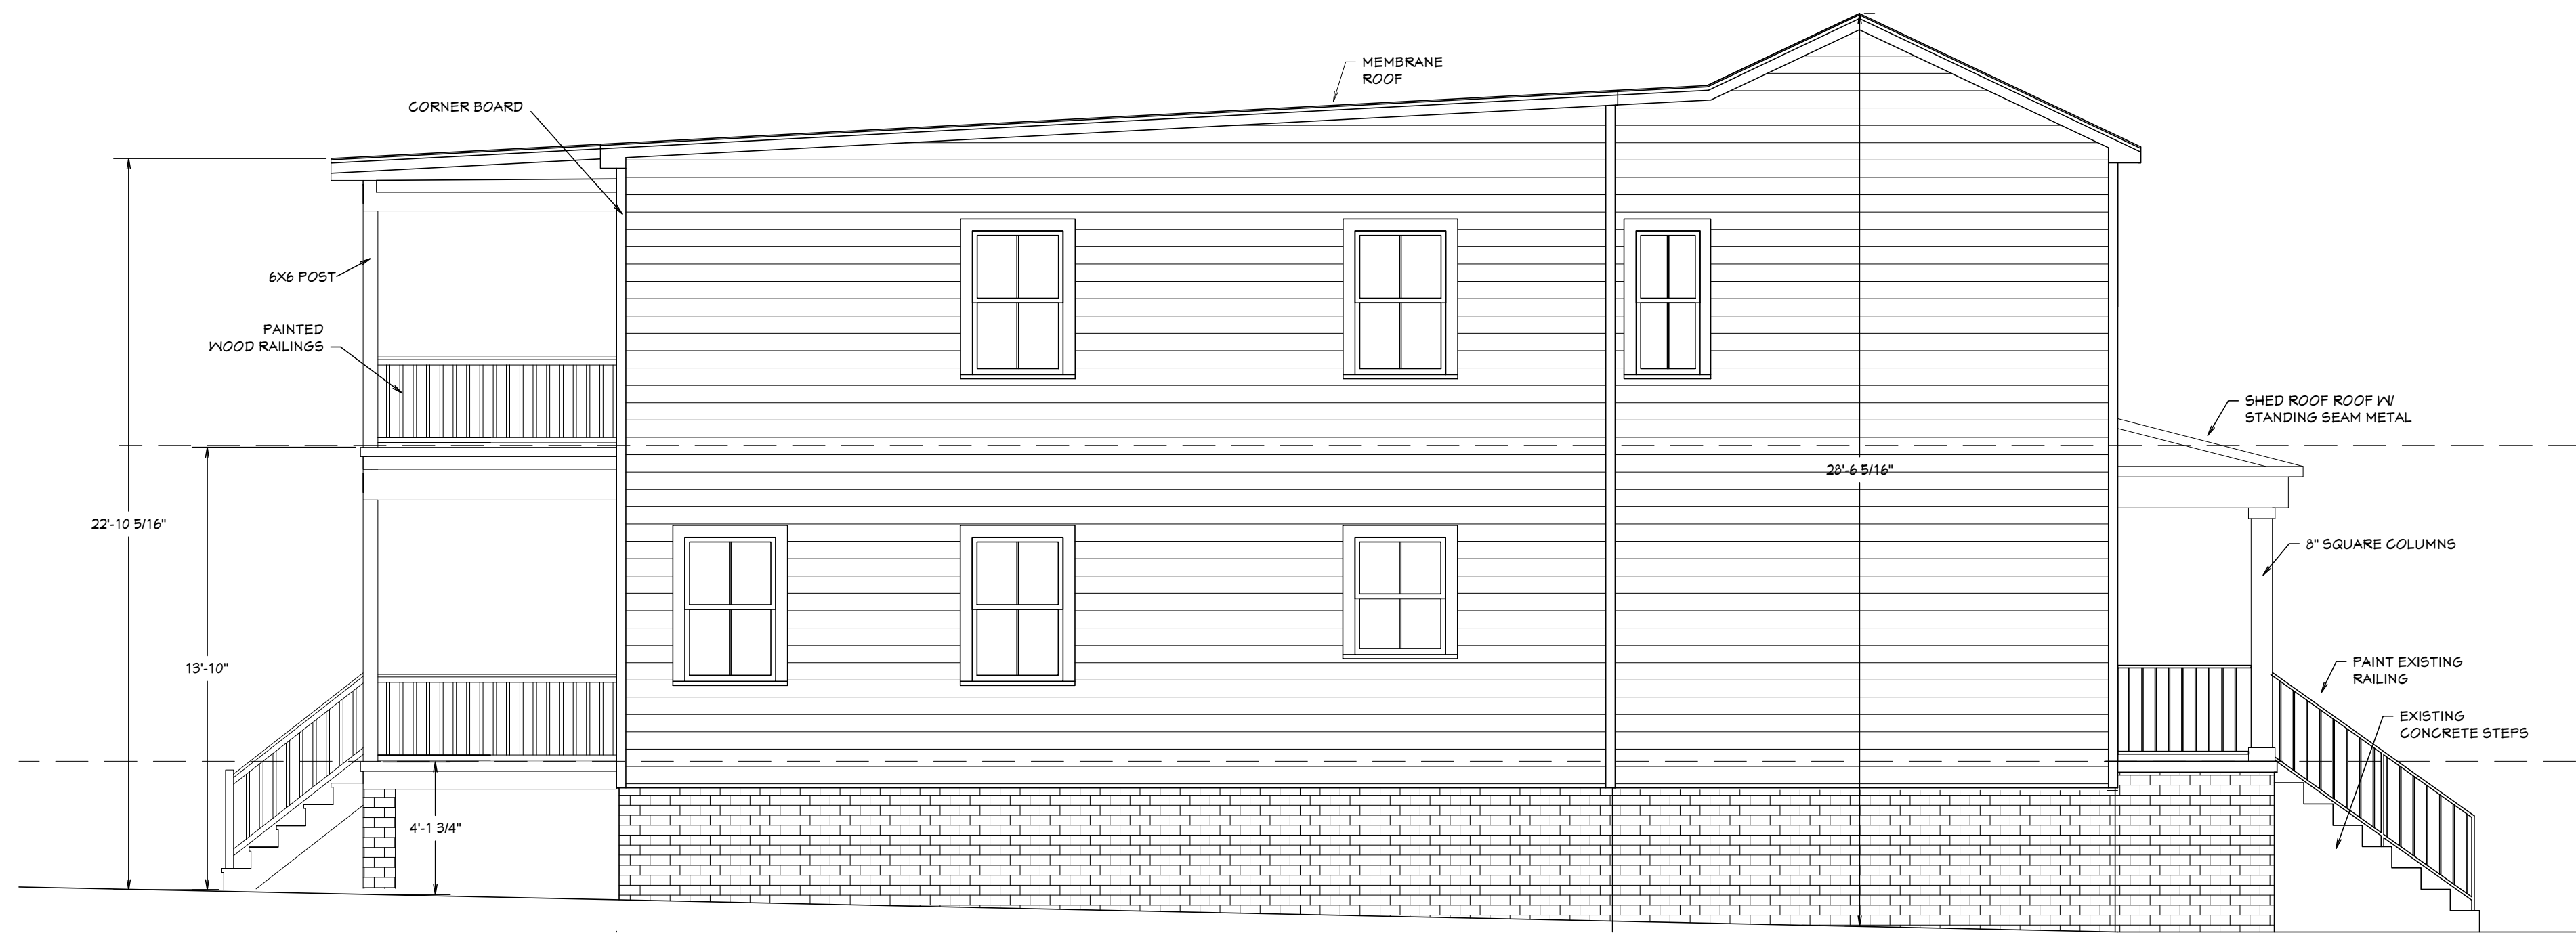 MEMBRANE
ROOF
CORNER BOARD
6X6 POST
PAINTED
WOOD RAILINGS
SHED ROOF ROOF W/
STANDING SEAM METAL
28'-6 5/16"
22'-10 5/16"
8" SQUARE COLUMNS
13'-10"
PAINT EXISTING
RAILING
EXISTING
CONCRETE STEPS
4'-1 3/4"